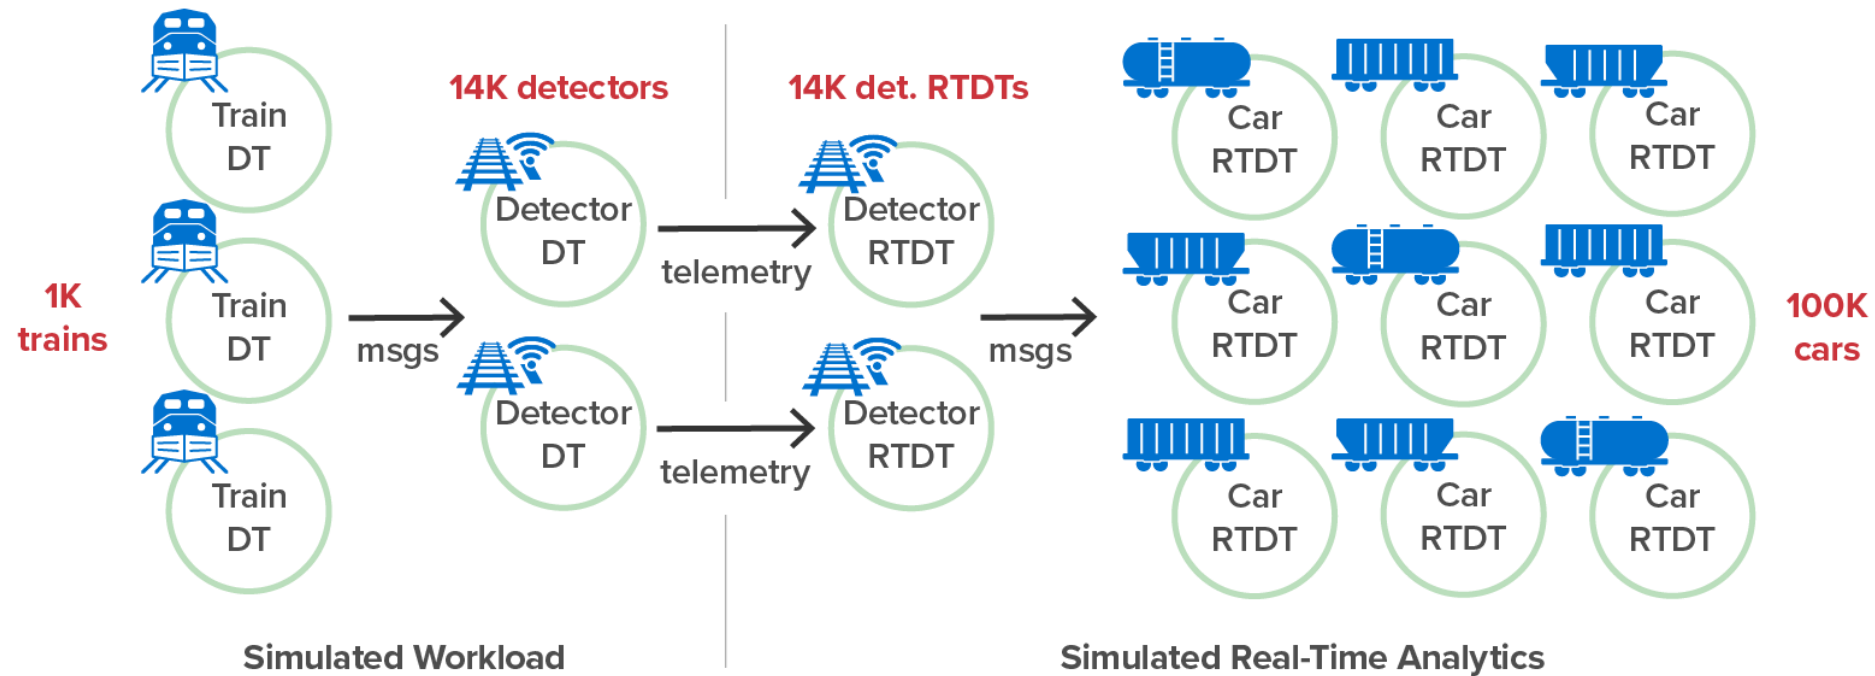 1K
trains
Train
DT
Train
DT
Train
DT
msgs
14K detectors
Detector
DT
Detector
DT
telemetry
telemetry
14K det. RTDTs
Detector
RTDT
Detector
RTDT
msgs
Car
RTDT
Car
RTDT
Car
RTDT
Car
RTDT
Car
RTDT
Car
RTDT
Car
RTDT
Car
RTDT
Car
RTDT
100K
cars
Simulated Workload
Simulated Real-Time Analytics